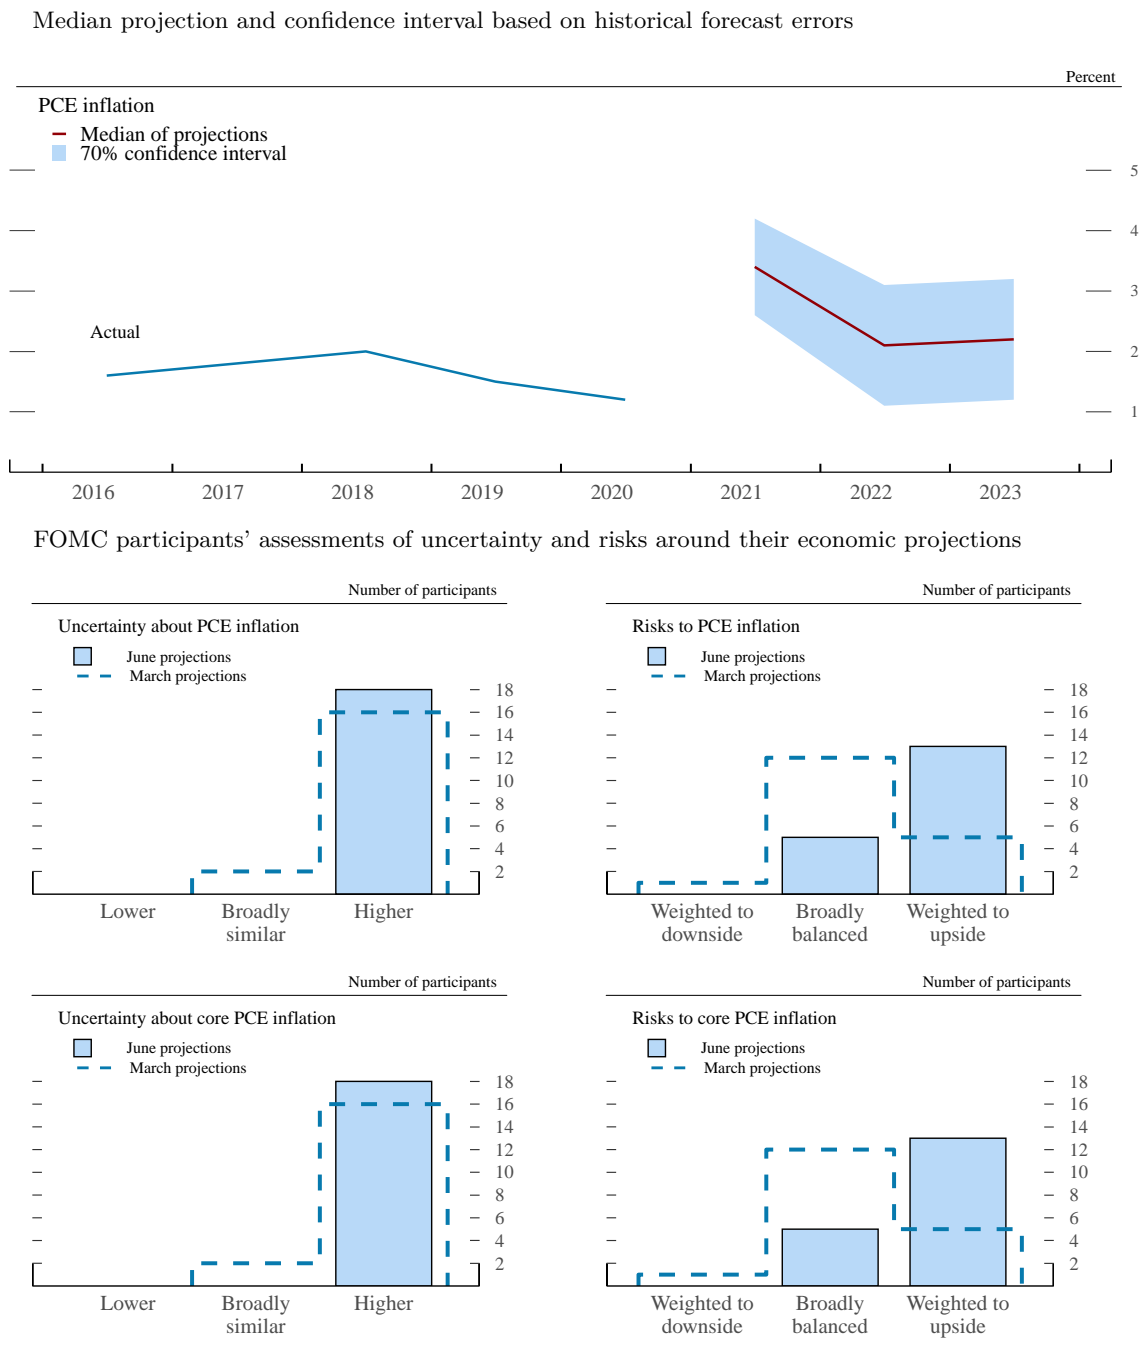 Median projection and confidence interval based on historical forecast errors
Percent
PCE inflation
Median of projections
70% confidence interval
5
4
3
2
1
Actual
2016 2017 2018 2019 2020 2021 2022 2023
FOMC participants’ assessments of uncertainty and risks around their economic projections
Number of participants
Uncertainty about PCE inflation
June projections
March projections
18
16
14
12
10
8
6
4
2
Lower Broadly Higher
similar
Number of participants
Risks to PCE inflation
June projections
March projections
18
16
14
12
10
8
6
4
2
Weighted to Broadly Weighted to
downside balanced upside
Number of participants
Uncertainty about core PCE inflation
June projections
March projections
18
16
14
12
10
8
6
4
2
Lower Broadly Higher
similar
Number of participants
Risks to core PCE inflation
June projections
March projections
18
16
14
12
10
8
6
4
2
Weighted to Broadly Weighted to
downside balanced upside